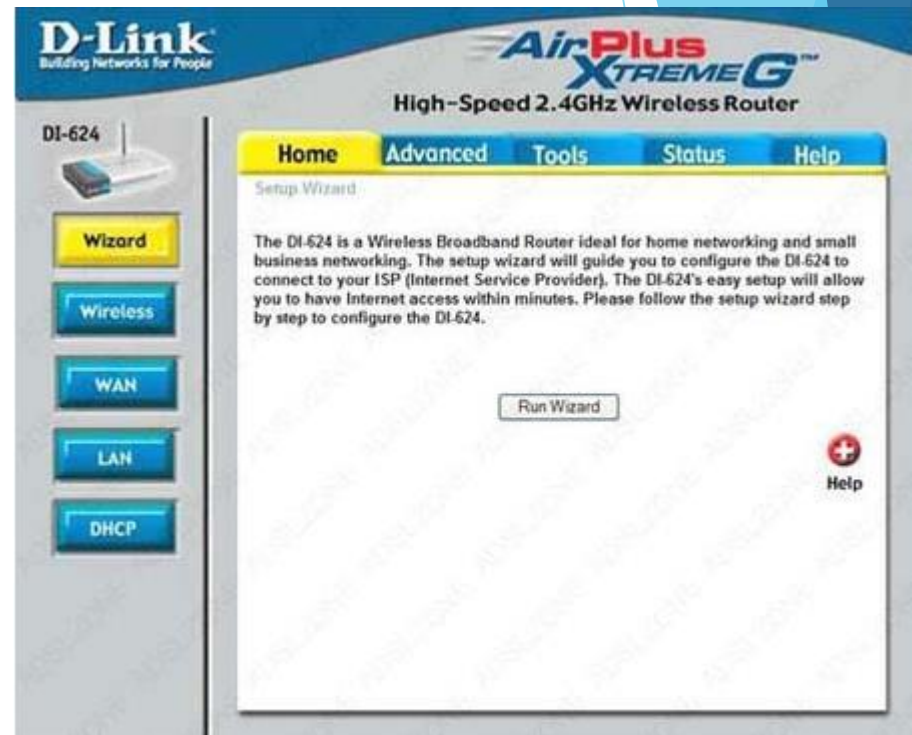 D-Link
Building Networks for People
AirPlus
XTREME G™
High-Speed 2.4GHz Wireless Router
DI-624
Home Advanced Tools Status Help
Setup Wizard
Wizard
Wireless
WAN
LAN
DHCP
The DI-624 is a Wireless Broadband Router ideal for home networking and small
business networking. The setup wizard will guide you to configure the DI-624 to
connect to your ISP (Internet Service Provider). The DI-624's easy setup will allow
you to have Internet access within minutes. Please follow the setup wizard step
by step to configure the DI-624.
Run Wizard
Help